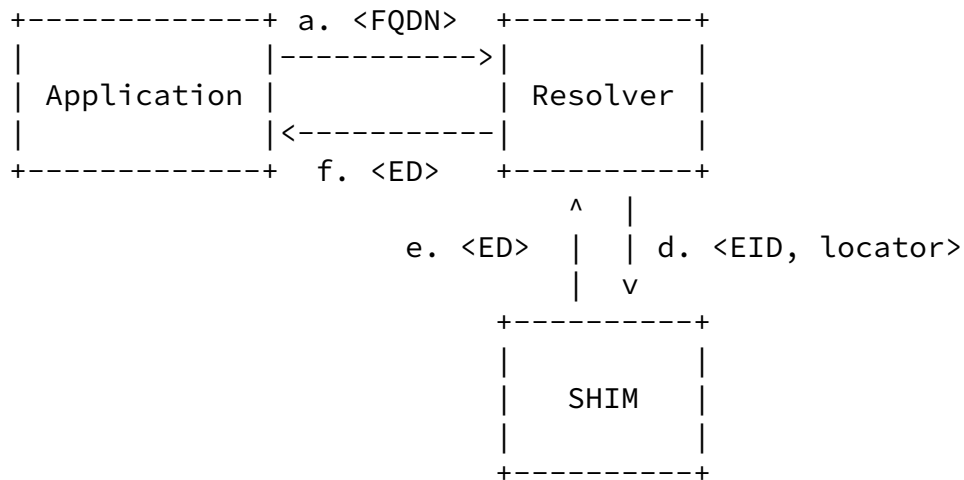 a. <FQDN>
Application
Resolver
f. <ED>
e. <ED>
d. <EID, locator>
SHIM